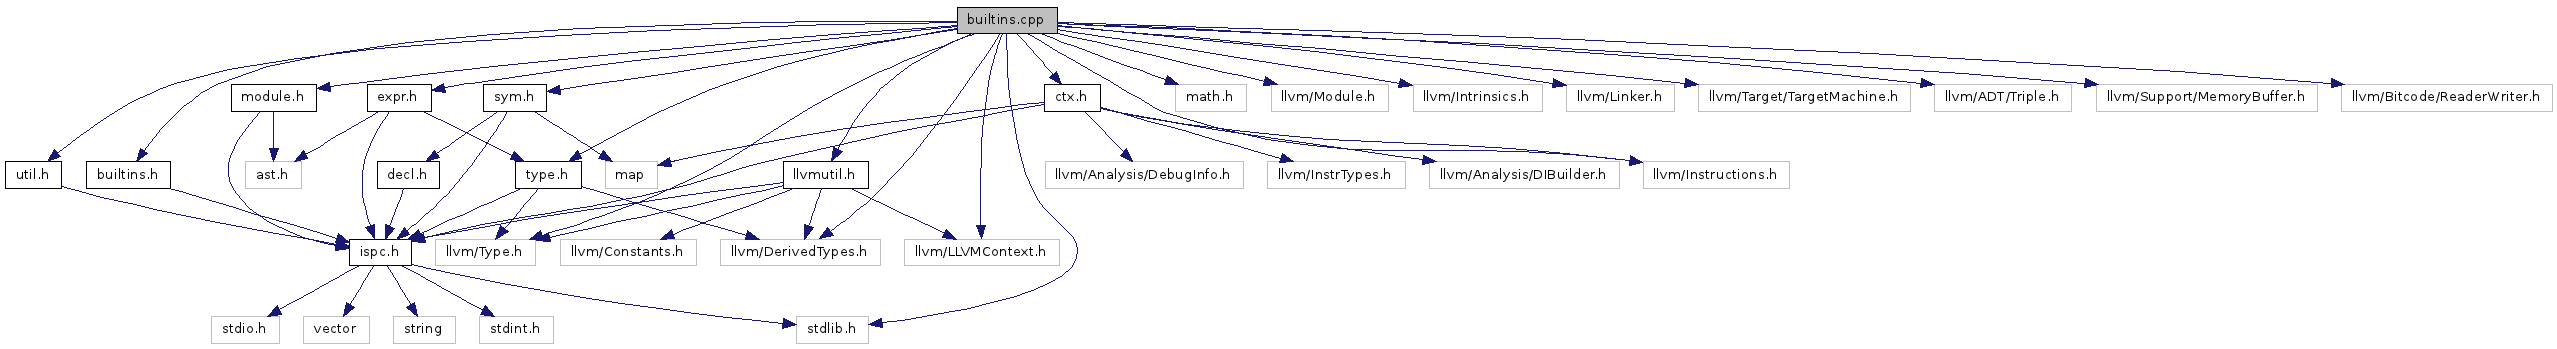 builtins.cpp
module.h
expr.h
sym.h
ctx.h
math.h
llvm/Module.h
llvm/Intrinsics.h
llvm/Linker.h
llvm/Target/TargetMachine.h
llvm/ADT/Triple.h
llvm/Support/MemoryBuffer.h
llvm/Bitcode/ReaderWriter.h
util.h
builtins.h
ast.h
decl.h
type.h
map
llvmutil.h
llvm/Analysis/DebugInfo.h
llvm/InstrTypes.h
llvm/Analysis/DIBuilder.h
llvm/Instructions.h
ispc.h
llvm/Type.h
llvm/Constants.h
llvm/DerivedTypes.h
llvm/LLVMContext.h
stdio.h
vector
string
stdint.h
stdlib.h